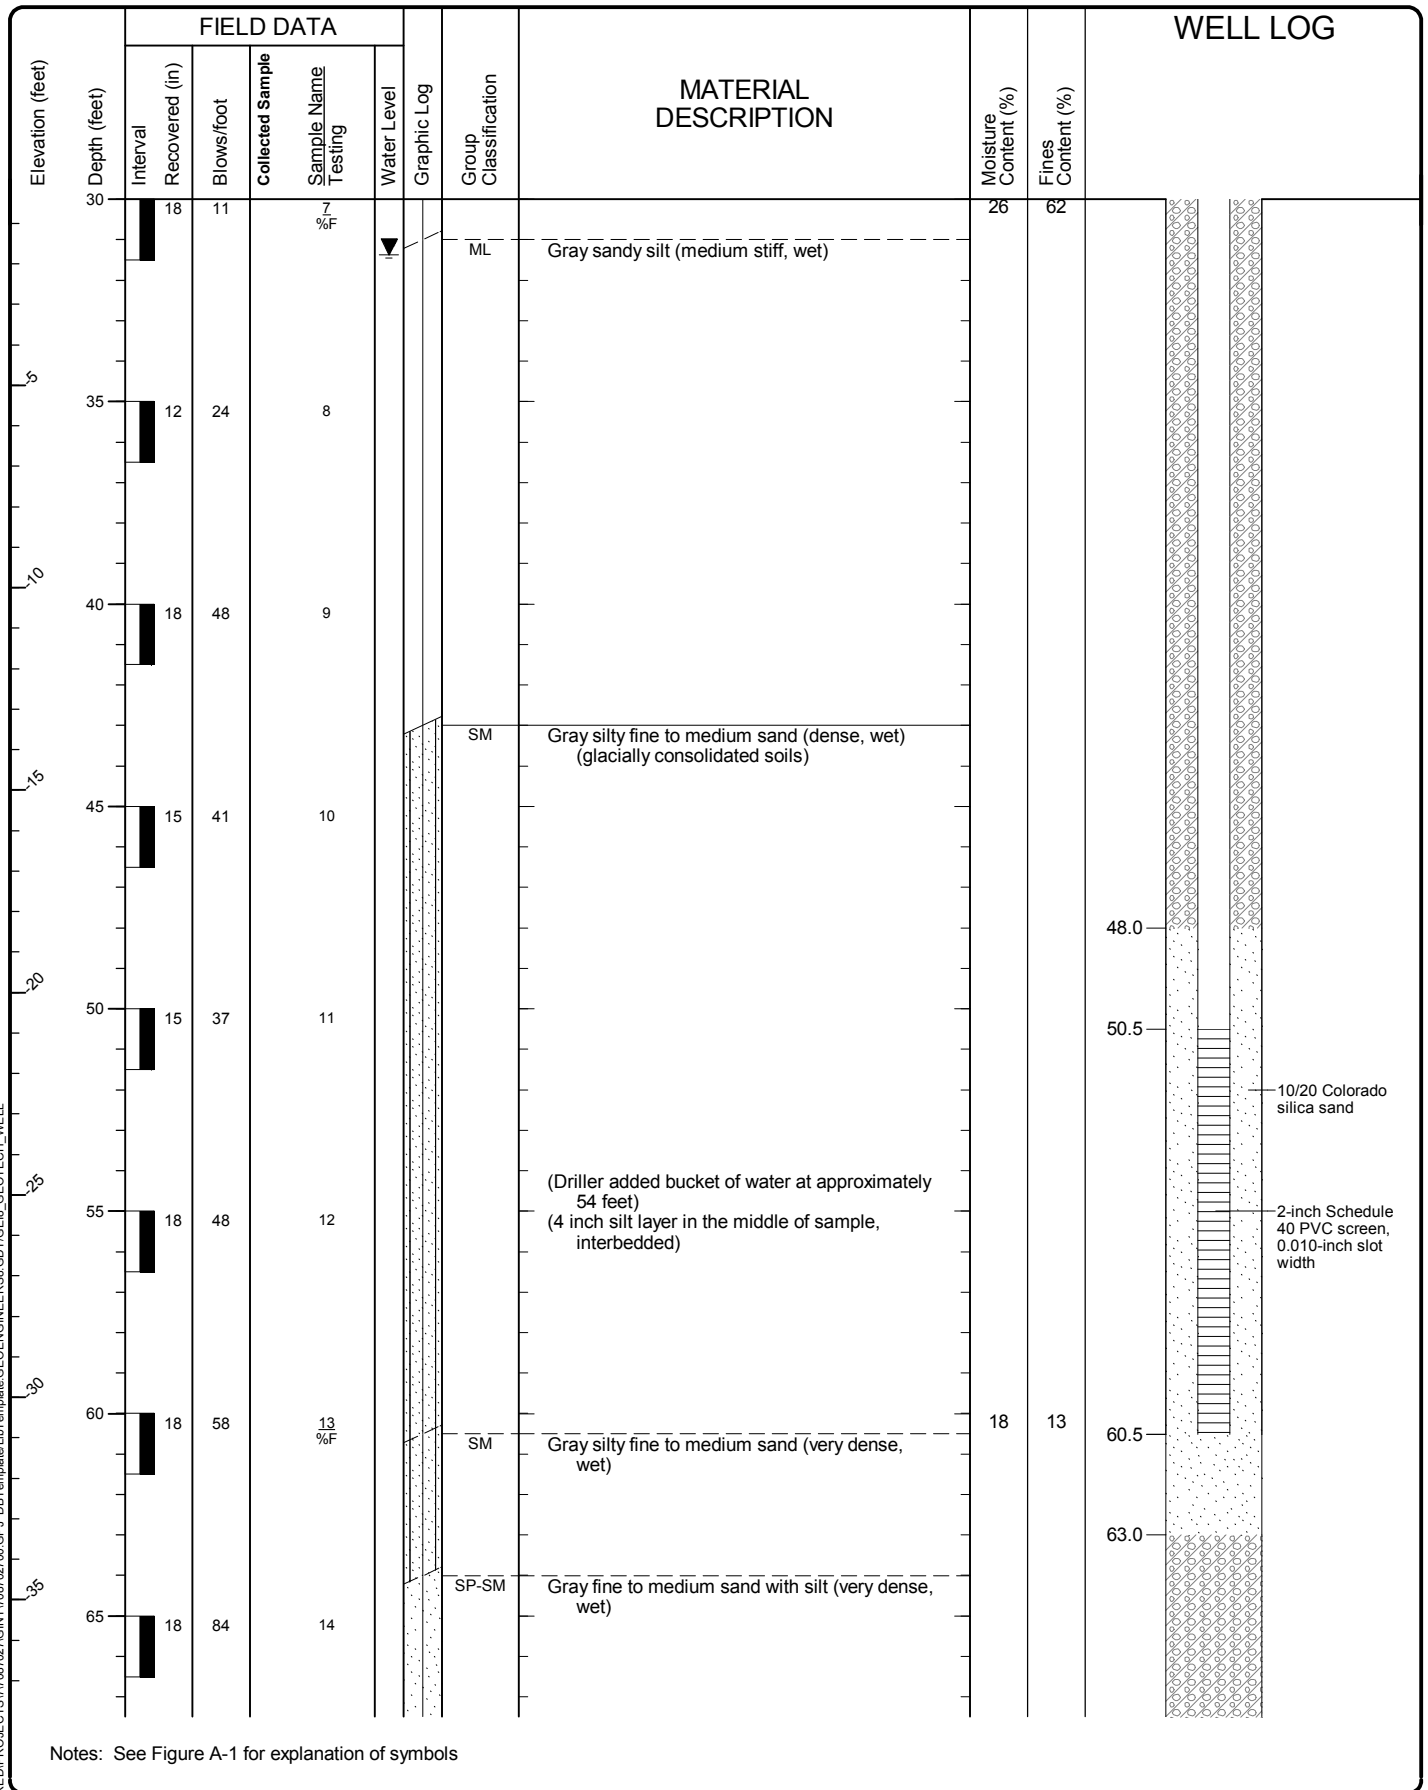 FIELD DATA
WELL LOG
Elevation (feet)
Depth (feet)
Interval
Recovered (in)
Blows/foot
Collected Sample
Sample Name
Testing
Water Level
Graphic Log
Group
Classification
MATERIAL
DESCRIPTION
Moisture
Content (%)
Fines
Content (%)
30
18
11
7
%F
26
62
ML
Gray sandy silt (medium stiff, wet)
-5
35
12
24
8
-10
40
18
48
9
SM
Gray silty fine to medium sand (dense, wet)
(glacially consolidated soils)
-15
45
15
41
10
48.0
-20
50
15
37
11
50.5
10/20 Colorado
silica sand
-25
(Driller added bucket of water at approximately
54 feet)
55
18
48
12
(4 inch silt layer in the middle of sample,
interbedded)
2-inch Schedule
40 PVC screen,
0.010-inch slot
width
-30
60
18
58
13
%F
18
13
60.5
SM
Gray silty fine to medium sand (very dense,
wet)
63.0
-35
SP-SM
Gray fine to medium sand with silt (very dense,
wet)
65
18
84
14
Notes: See Figure A-1 for explanation of symbols